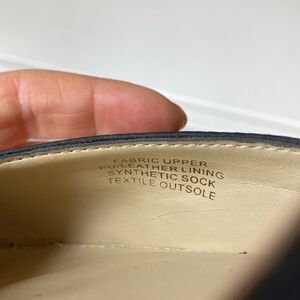 FABRIC UPPER
PU/LEATHER LINING
SYNTHETIC SOCK
TEXTILE OUTSOLE